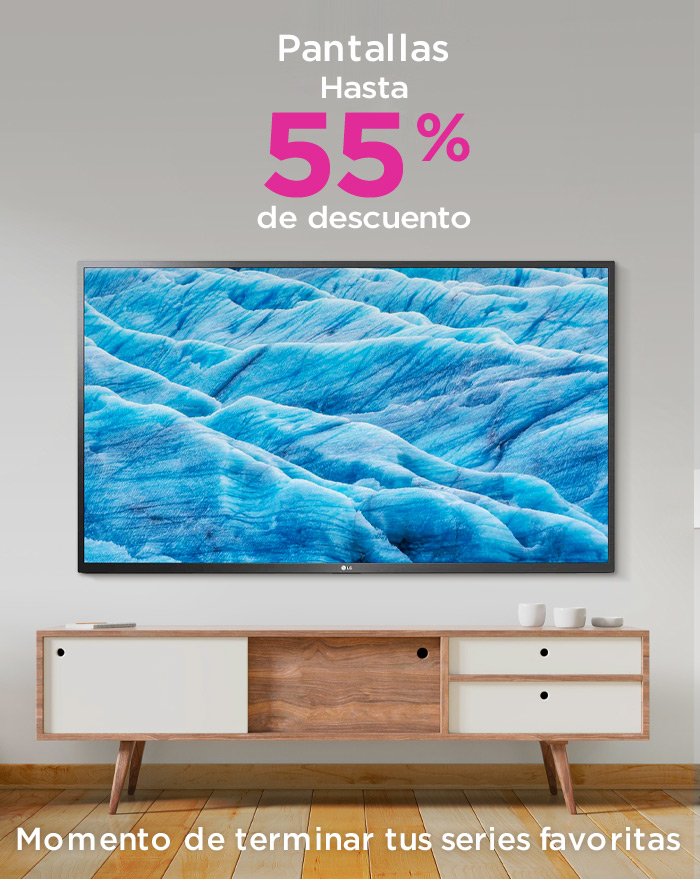 Pantallas
Hasta
55%
de descuento
LG
Momento de terminar tus series favoritas